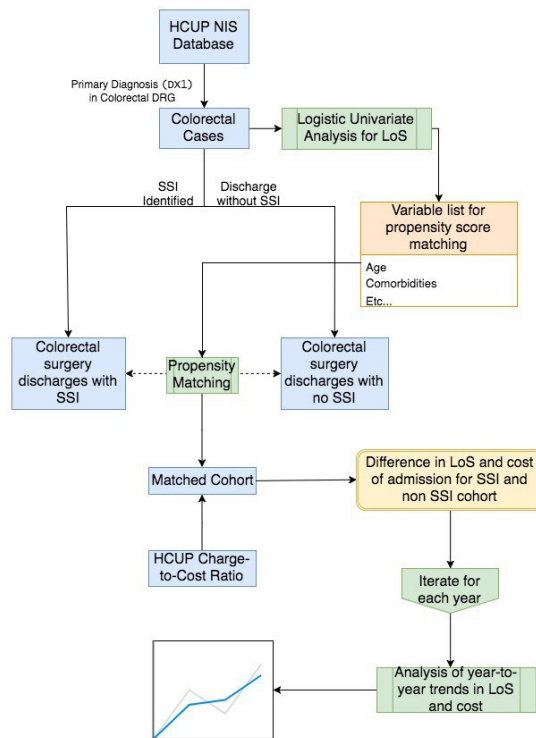 HCUP NIS
Database
Primary Diagnosis (DX1)
in Colorectal DRG
Colorectal
Cases
Logistic Univariate
Analysis for LoS
SSI
Identified
Discharge
without SSI
Variable list for
propensity score
matching
Age
Comorbidities
Etc...
Colorectal
surgery
discharges with
SSI
Propensity
Matching
Colorectal
surgery
discharges with
no SSI
Matched Cohort
Difference in LoS and cost
of admission for SSI and
non SSI cohort
HCUP Charge-
to-Cost Ratio
Iterate for
each year
Analysis of year-to-
year trends in LoS
and cost